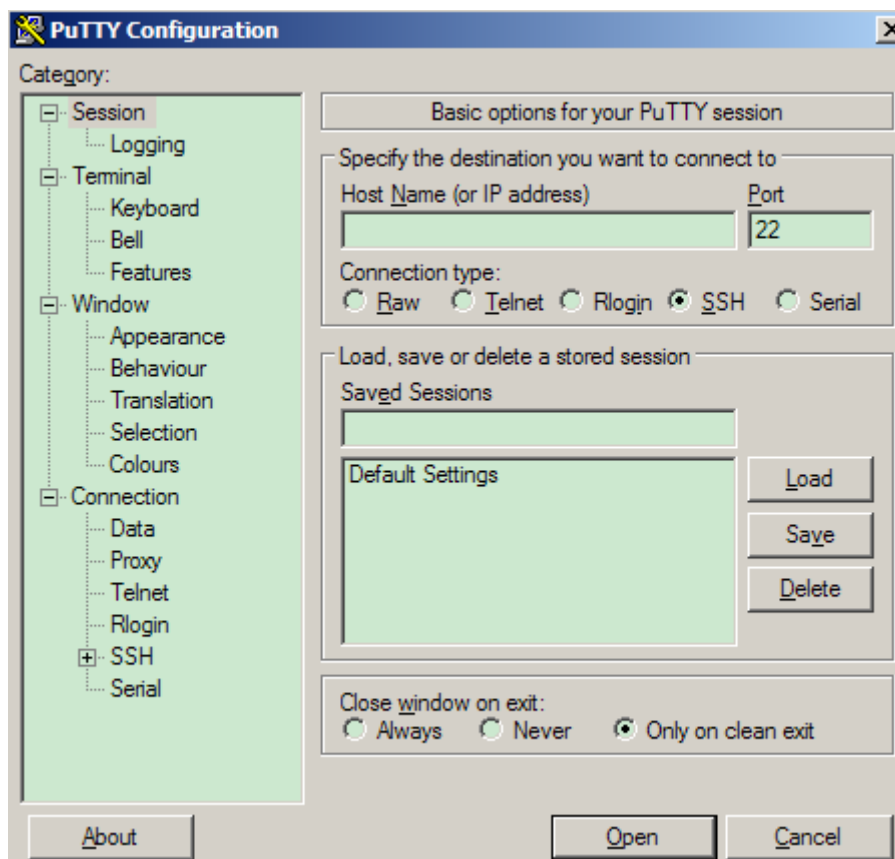 PuTTY Configuration
Category:
Session
Logging
Terminal
Keyboard
Bell
Features
Window
Appearance
Behaviour
Translation
Selection
Colours
Connection
Data
Proxy
Telnet
Rlogin
SSH
Serial
Basic options for your PuTTY session
Specify the destination you want to connect to
Host Name (or IP address) Port
22
Connection type:
Raw Telnet Rlogin SSH Serial
Load, save or delete a stored session
Saved Sessions
Default Settings
Load
Save
Delete
Close window on exit:
Always Never Only on clean exit
About Open Cancel